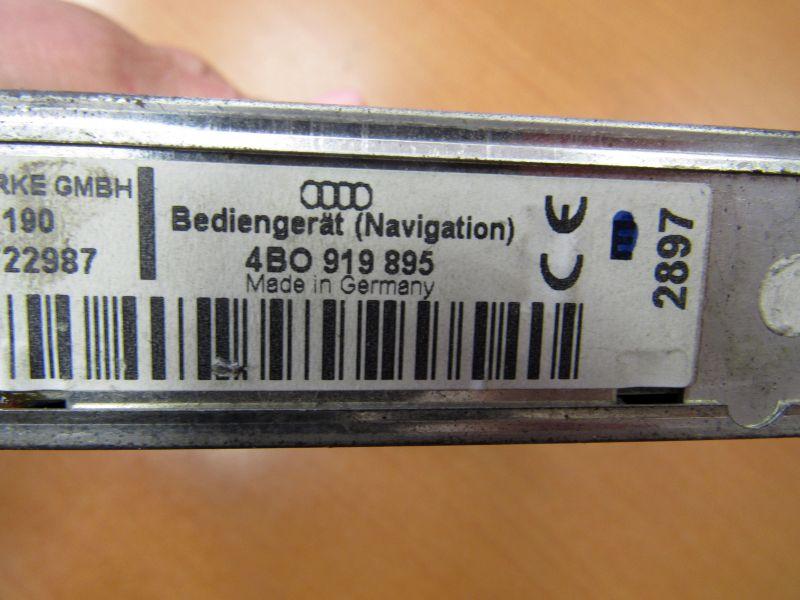 RKE GMBH
190
22987
Bediengerät (Navigation)
4BO 919 895
Made in Germany
CE
2897